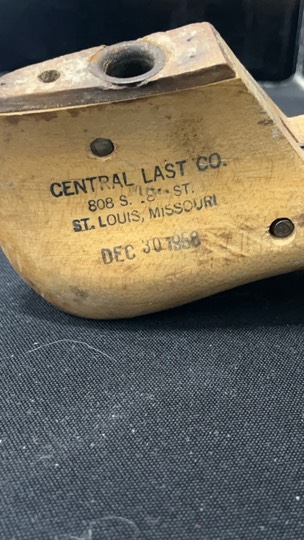 CENTRAL LAST CO.
808 S. ST.
ST. LOUIS, MISSOURI
DEC 30 1958